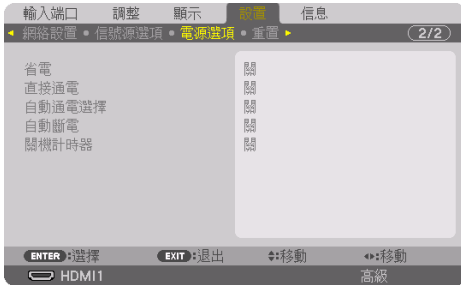 輸入端口 調整 顯示 設置 信息
網絡設置 • 信號源選項 • 電源選項 • 重置 2/2
省電 關
直接通電 關
自動通電選擇 關
自動斷電 關
關機計時器 關
ENTER:選擇 EXIT:退出 :移動 :移動
HDMI1 高級